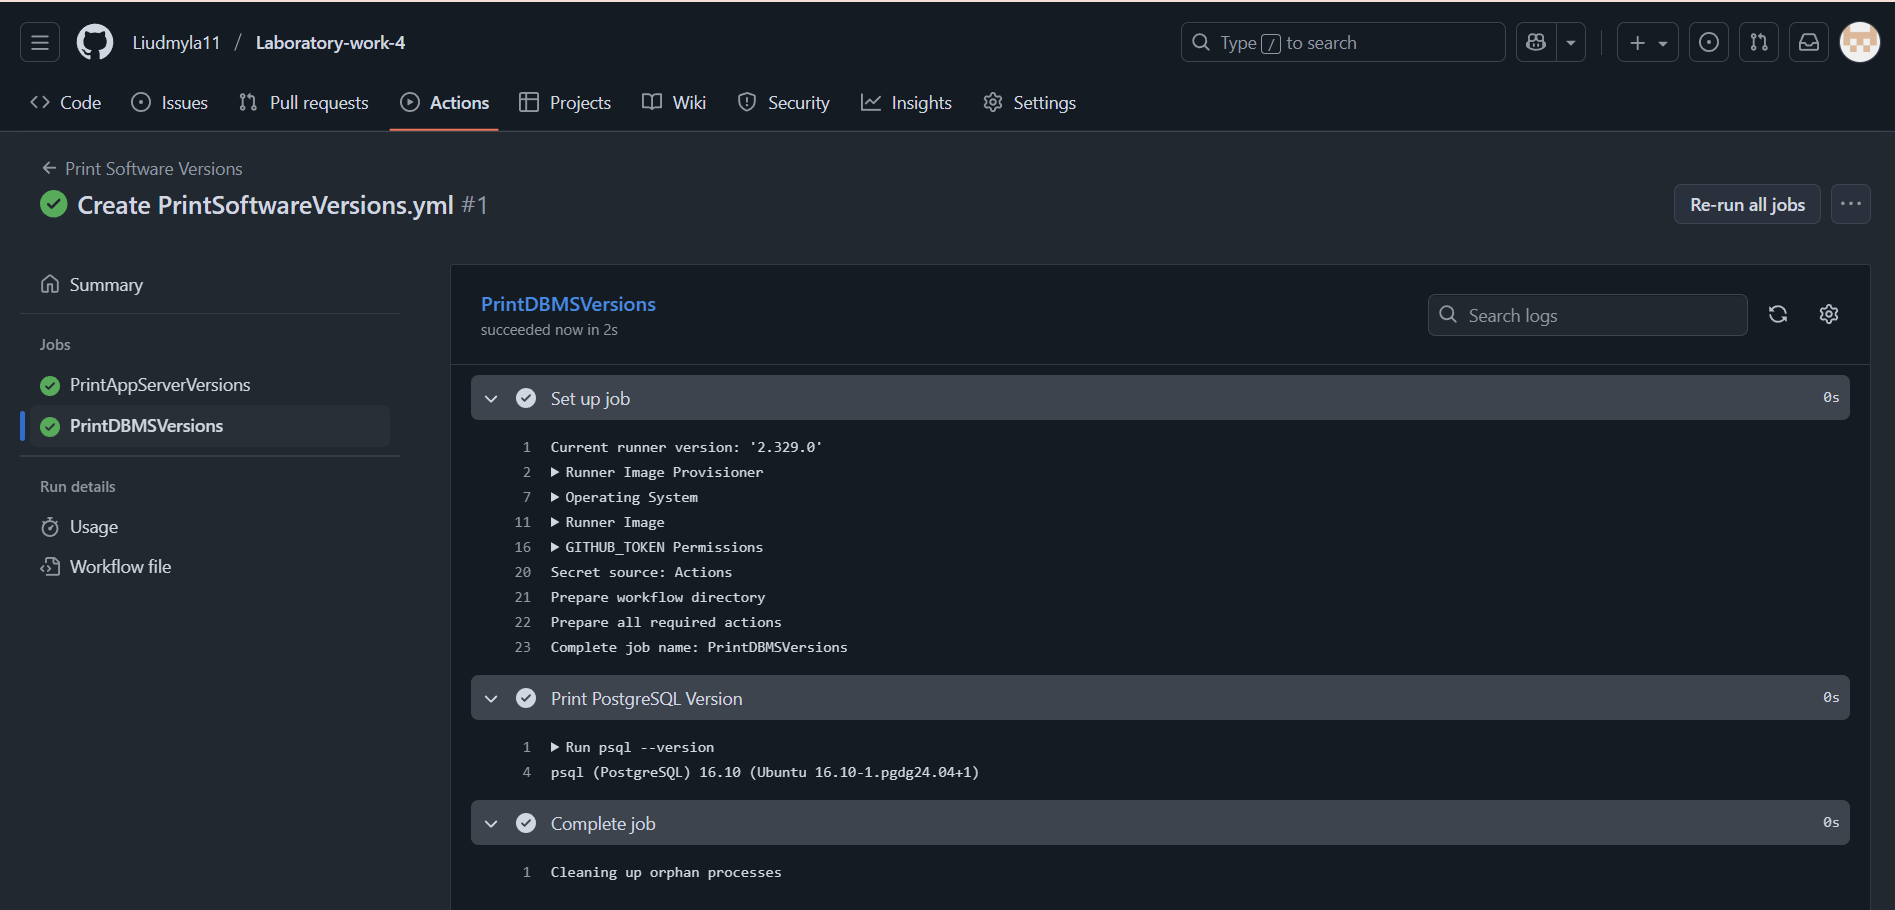 Liudmyla11 / Laboratory-work-4
Type / to search
Code
Issues
Pull requests
Actions
Projects
Wiki
Security
Insights
Settings
Print Software Versions
Create PrintSoftwareVersions.yml #1
Re-run all jobs
Summary
Jobs
PrintAppServerVersions
PrintDBMSVersions
Run details
Usage
Workflow file
PrintDBMSVersions
succeeded now in 2s
Search logs
Set up job 0s
1 Current runner version: '2.329.0'
2 Runner Image Provisioner
7 Operating System
11 Runner Image
16 GITHUB_TOKEN Permissions
20 Secret source: Actions
21 Prepare workflow directory
22 Prepare all required actions
23 Complete job name: PrintDBMSVersions
Print PostgreSQL Version 0s
1 Run psql --version
4 psql (PostgreSQL) 16.10 (Ubuntu 16.10-1.pgdg24.04+1)
Complete job 0s
1 Cleaning up orphan processes